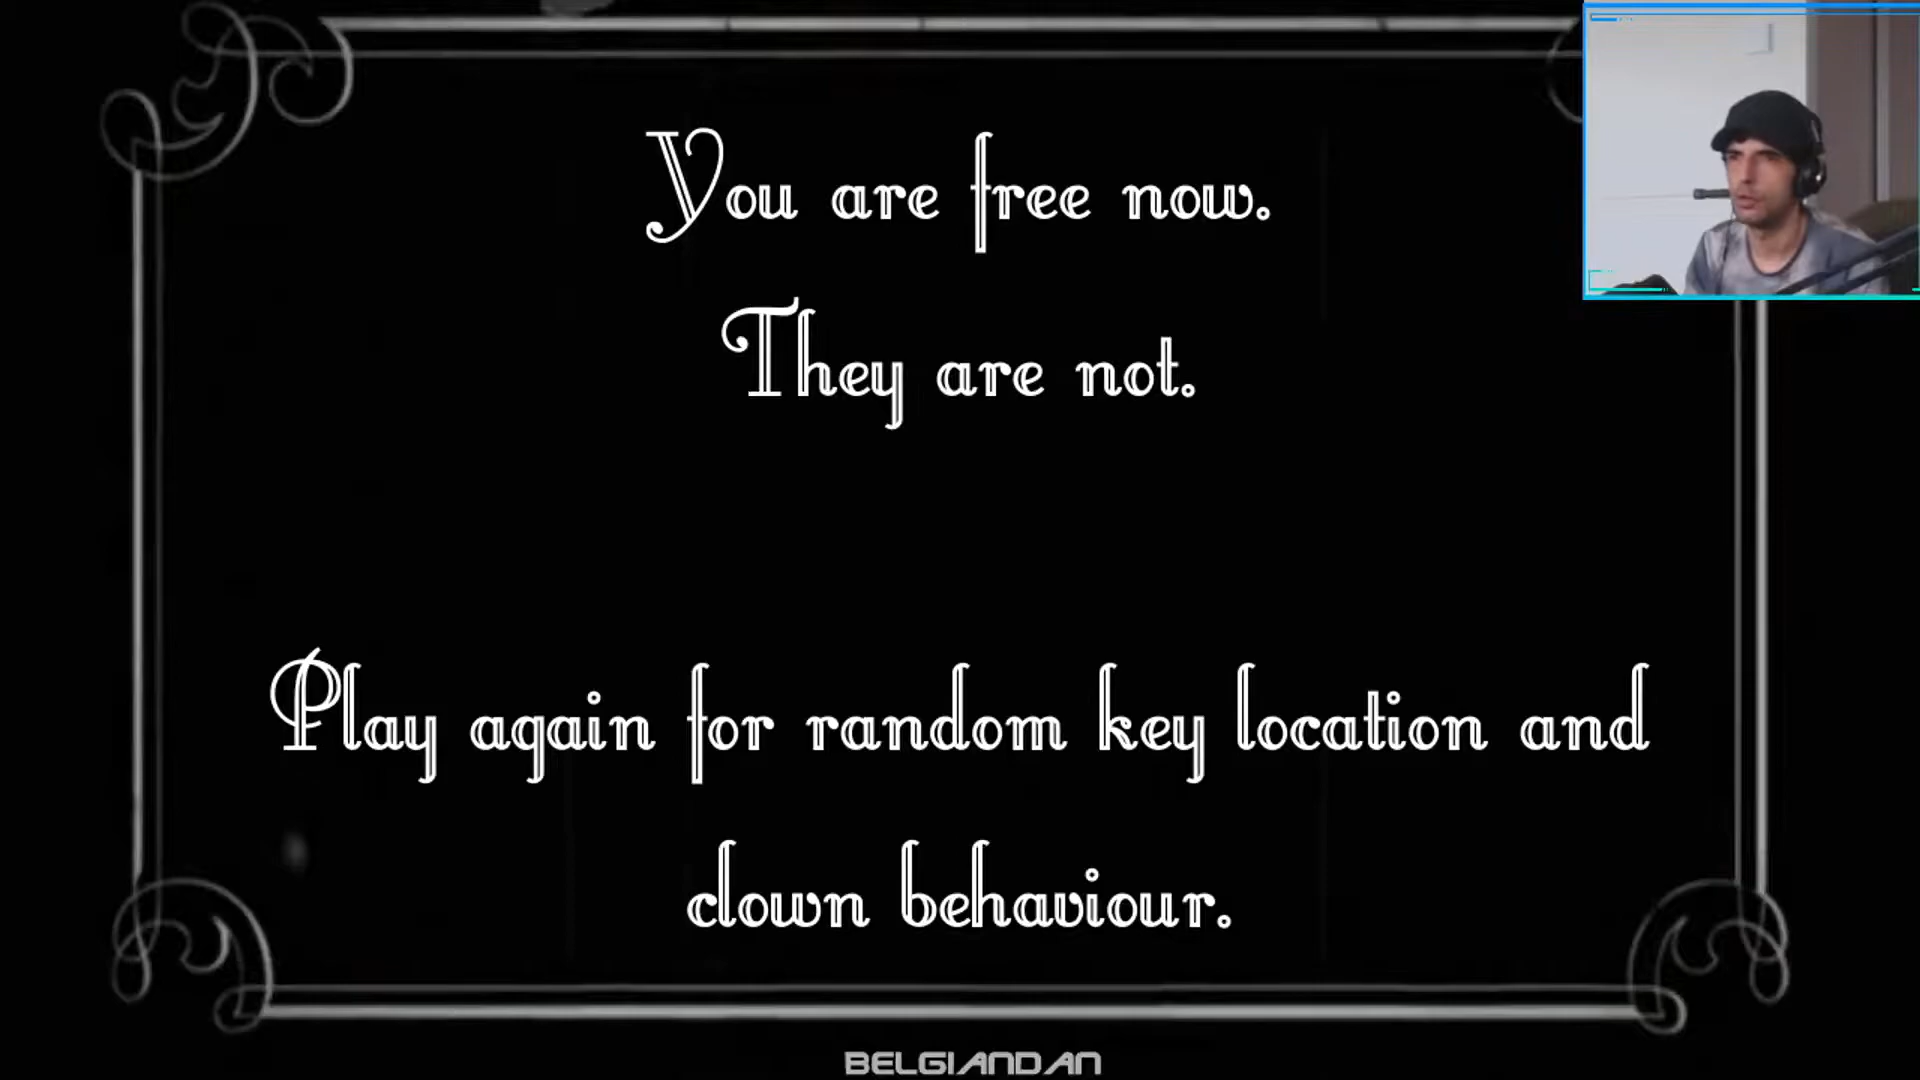 You are free now.
They are not.
Play again for random key location and
clown behaviour.
BELGIANDAN